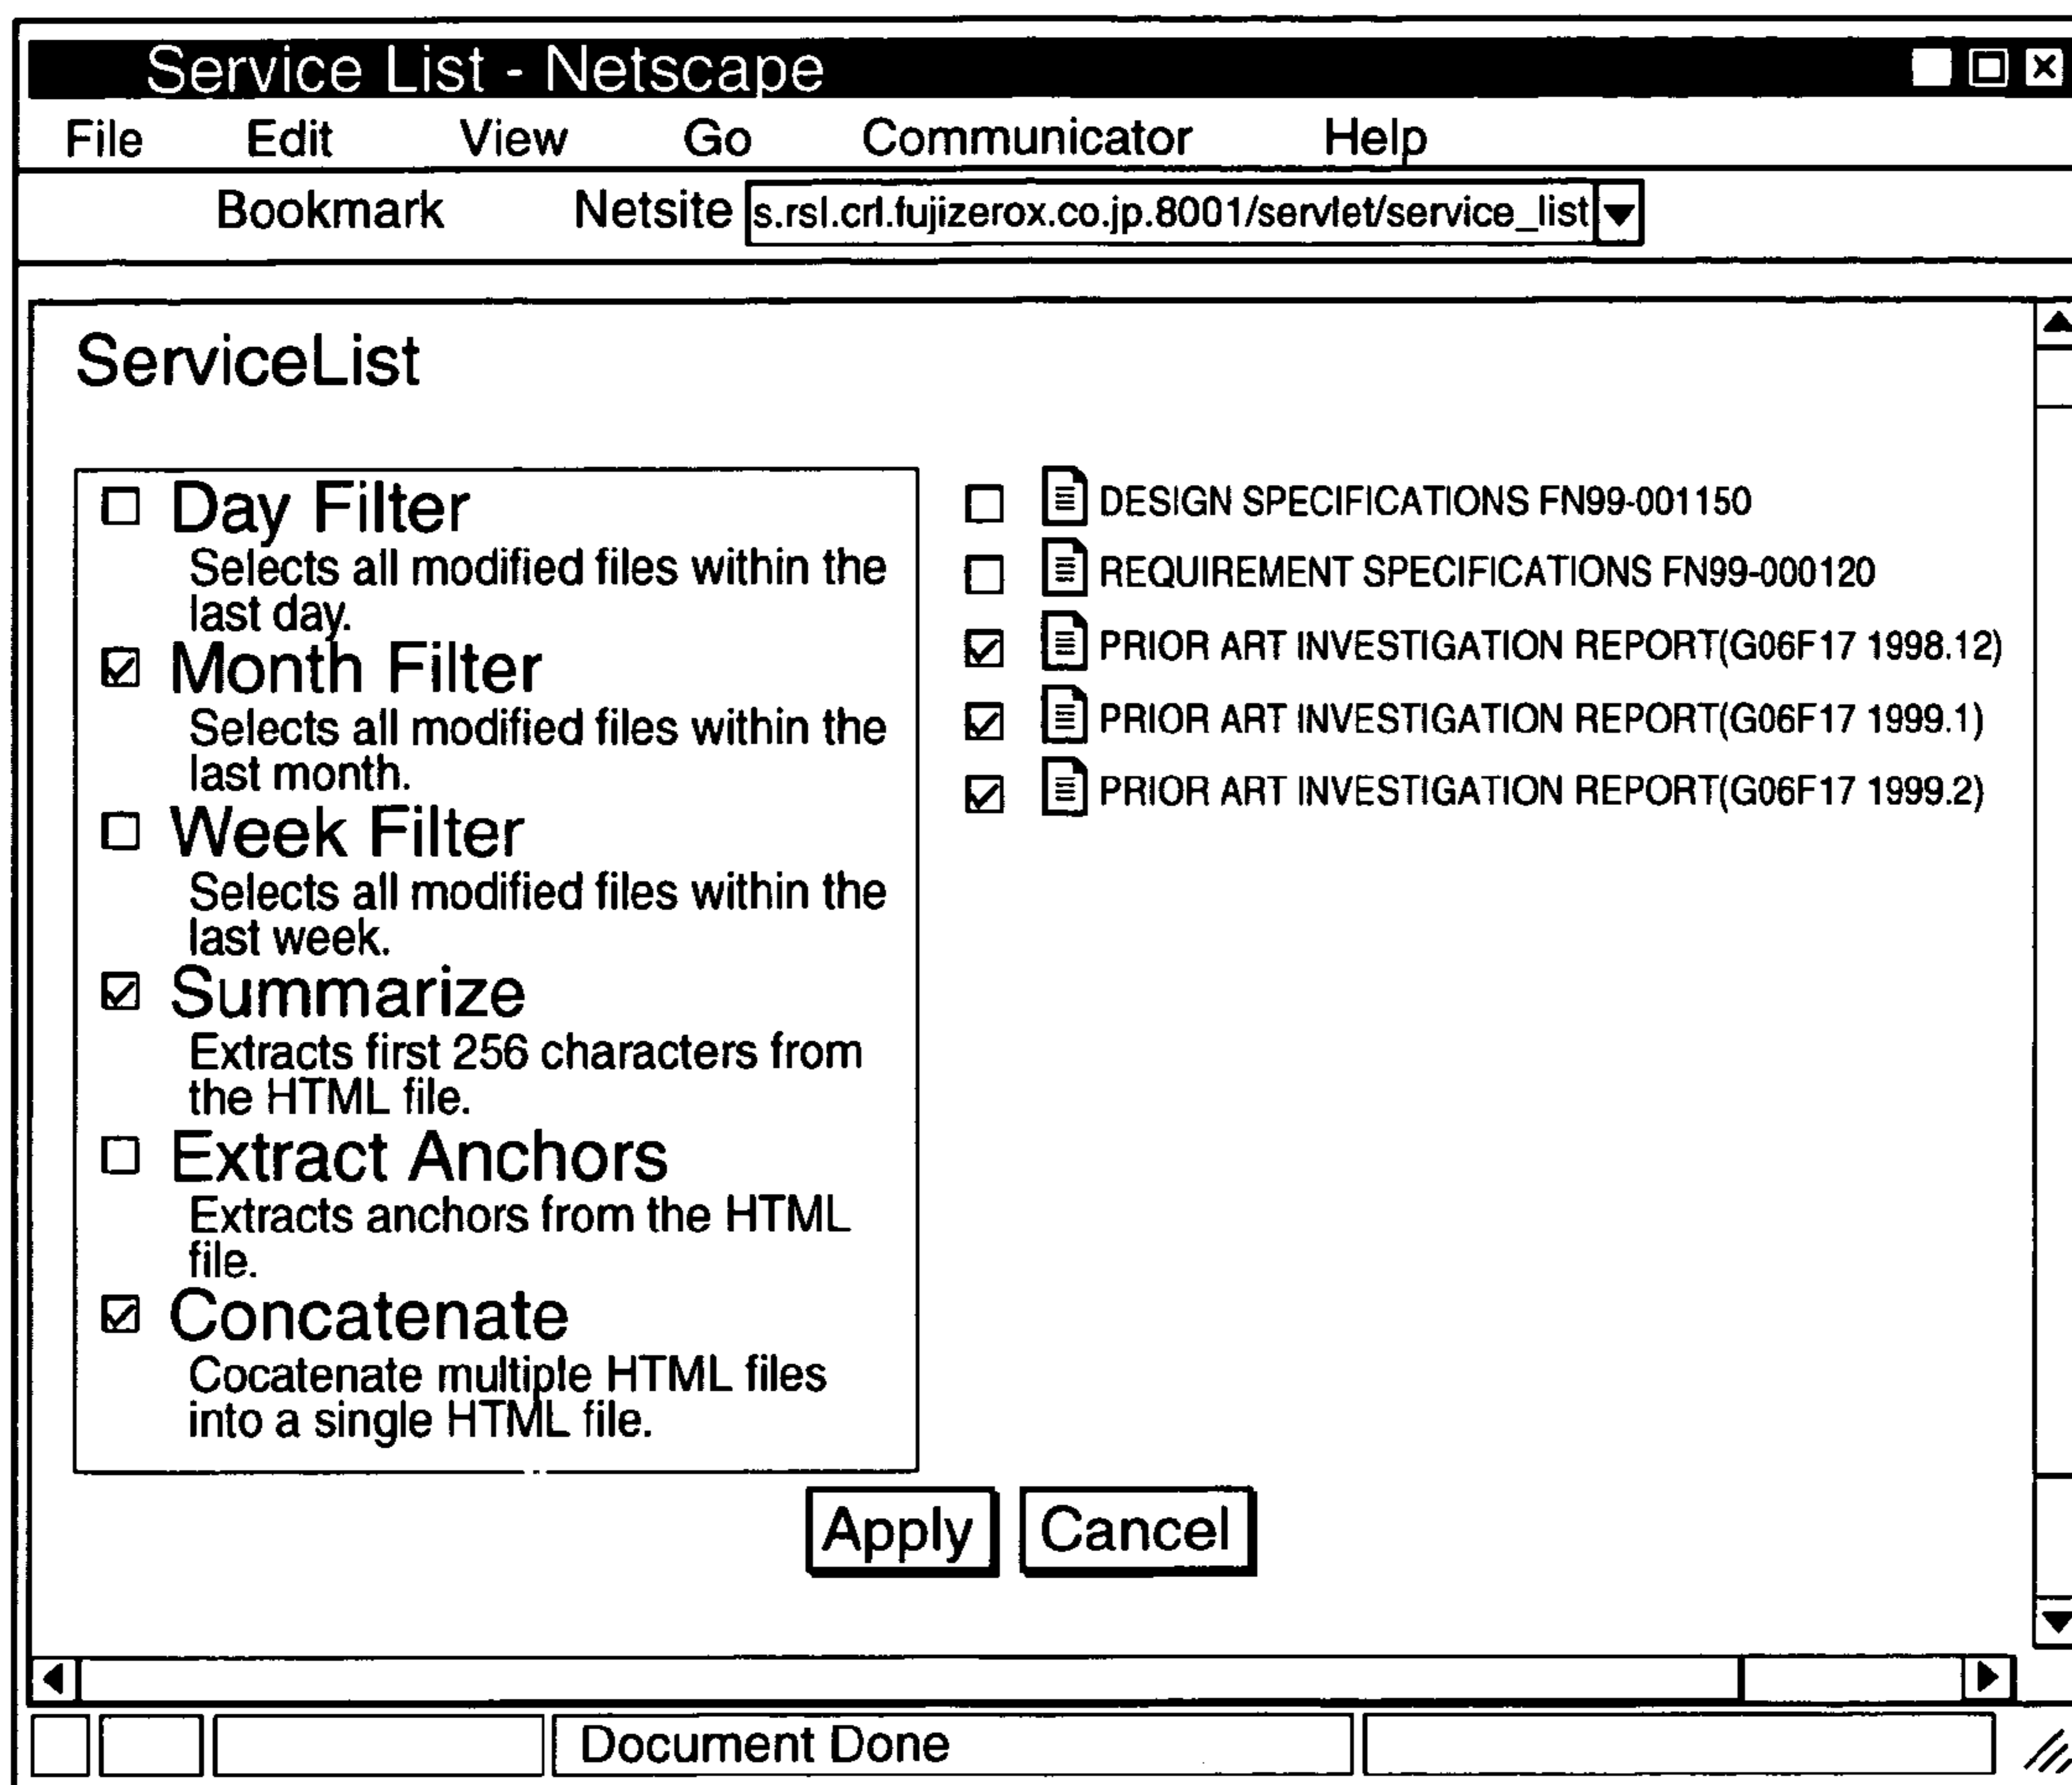 Service List - Netscape
File Edit View Go Communicator Help
Bookmark Netsite s.rsl.crl.fujizerox.co.jp.8001/servlet/service_list
ServiceList
Day Filter
Selects all modified files within the
last day.
Month Filter
Selects all modified files within the
last month.
Week Filter
Selects all modified files within the
last week.
Summarize
Extracts first 256 characters from
the HTML file.
Extract Anchors
Extracts anchors from the HTML
file.
Concatenate
Cocatenate multiple HTML files
into a single HTML file.
DESIGN SPECIFICATIONS FN99-001150
REQUIREMENT SPECIFICATIONS FN99-000120
PRIOR ART INVESTIGATION REPORT(G06F17 1998.12)
PRIOR ART INVESTIGATION REPORT(G06F17 1999.1)
PRIOR ART INVESTIGATION REPORT(G06F17 1999.2)
Apply Cancel
Document Done